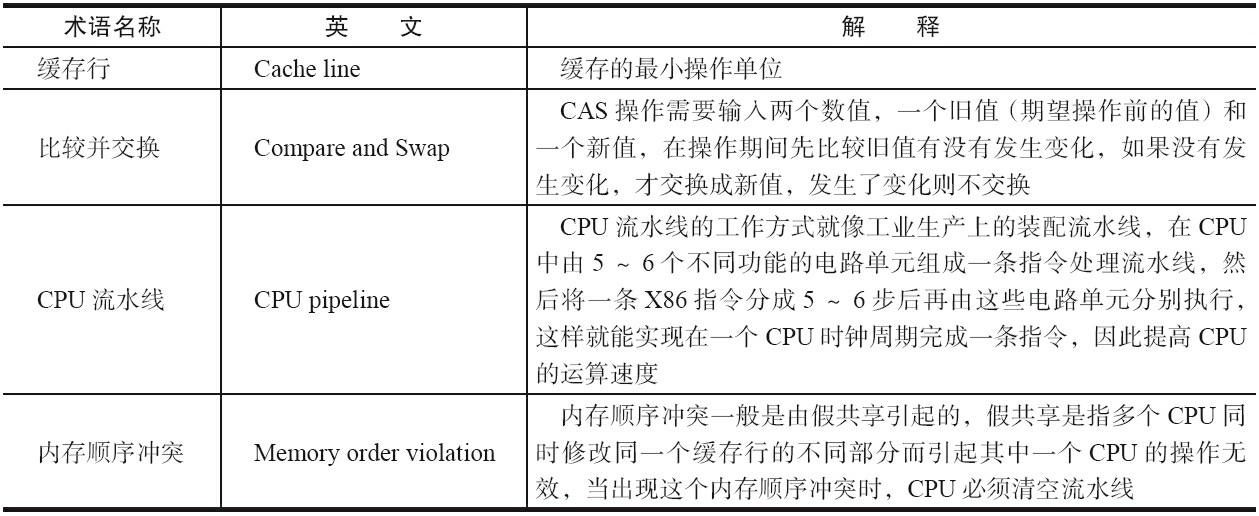 术语名称 英 文 解 释
缓存行 Cache line 缓存的最小操作单位
比较并交换 Compare and Swap CAS 操作需要输入两个数值，一个旧值（期望操作前的值）和
一个新值，在操作期间先比较旧值有没有发生变化，如果没有发
生变化，才交换成新值，发生了变化则不交换
CPU 流水线 CPU pipeline CPU 流水线的工作方式就像工业生产上的装配流水线，在 CPU
中由 5 ~ 6 个不同功能的电路单元组成一条指令处理流水线，然
后将一条 X86 指令分成 5 ~ 6 步后再由这些电路单元分别执行，
这样就能实现在一个 CPU 时钟周期完成一条指令，因此提高 CPU
的运算速度
内存顺序冲突 Memory order violation 内存顺序冲突一般是由假共享引起的，假共享是指多个 CPU 同
时修改同一个缓存行的不同部分而引起其中一个 CPU 的操作无
效，当出现这个内存顺序冲突时，CPU 必须清空流水线